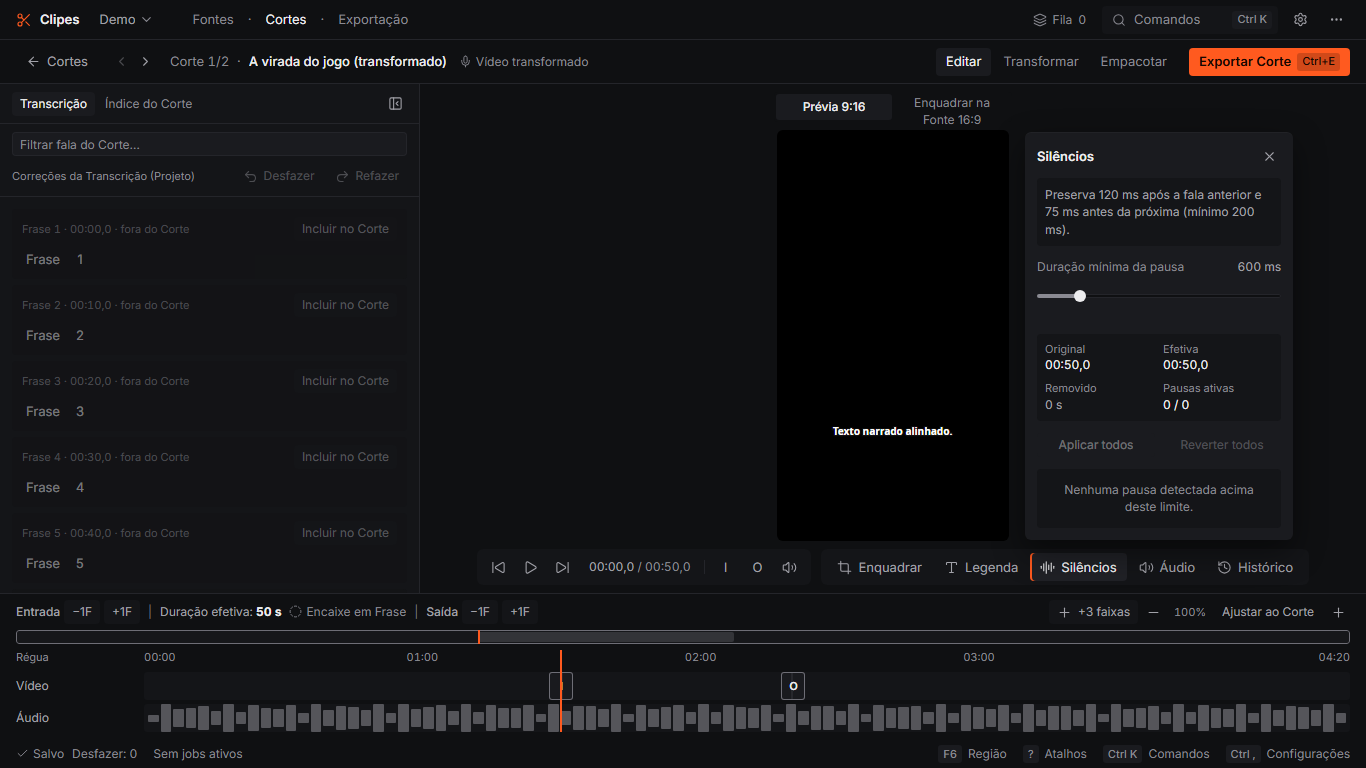 Clipes Demo Fontes · Cortes · Exportação Fila 0 Comandos Ctrl K
Cortes Corte 1/2 · A virada do jogo (transformado) Vídeo transformado Editar Transformar Empacotar Exportar Corte Ctrl+E
Transcrição Índice do Corte
Filtrar fala do Corte...
Correções da Transcrição (Projeto) Desfazer Refazer
Frase 1 · 00:00,0 · fora do Corte Incluir no Corte
Frase 1
Frase 2 · 00:10,0 · fora do Corte Incluir no Corte
Frase 2
Frase 3 · 00:20,0 · fora do Corte Incluir no Corte
Frase 3
Frase 4 · 00:30,0 · fora do Corte Incluir no Corte
Frase 4
Frase 5 · 00:40,0 · fora do Corte Incluir no Corte
Frase 5
Prévia 9:16
Enquadrar na
Fonte 16:9
Texto narrado alinhado.
Silêncios
Preserva 120 ms após a fala anterior e
75 ms antes da próxima (mínimo 200
ms).
Duração mínima da pausa 600 ms
Original Efetiva
00:50,0 00:50,0
Removido Pausas ativas
0 s 0 / 0
Aplicar todos Reverter todos
Nenhuma pausa detectada acima
deste limite.
00:00,0 / 00:50,0 I O Enquadrar Legenda Silêncios Áudio Histórico
Entrada −1F +1F Duração efetiva: 50 s Encaixe em Frase Saída −1F +1F +3 faixas 100% Ajustar ao Corte
Régua 00:00 01:00 02:00 03:00 04:20
Vídeo I O
Áudio
Salvo Desfazer: 0 Sem jobs ativos F6 Região ? Atalhos Ctrl K Comandos Ctrl , Configurações